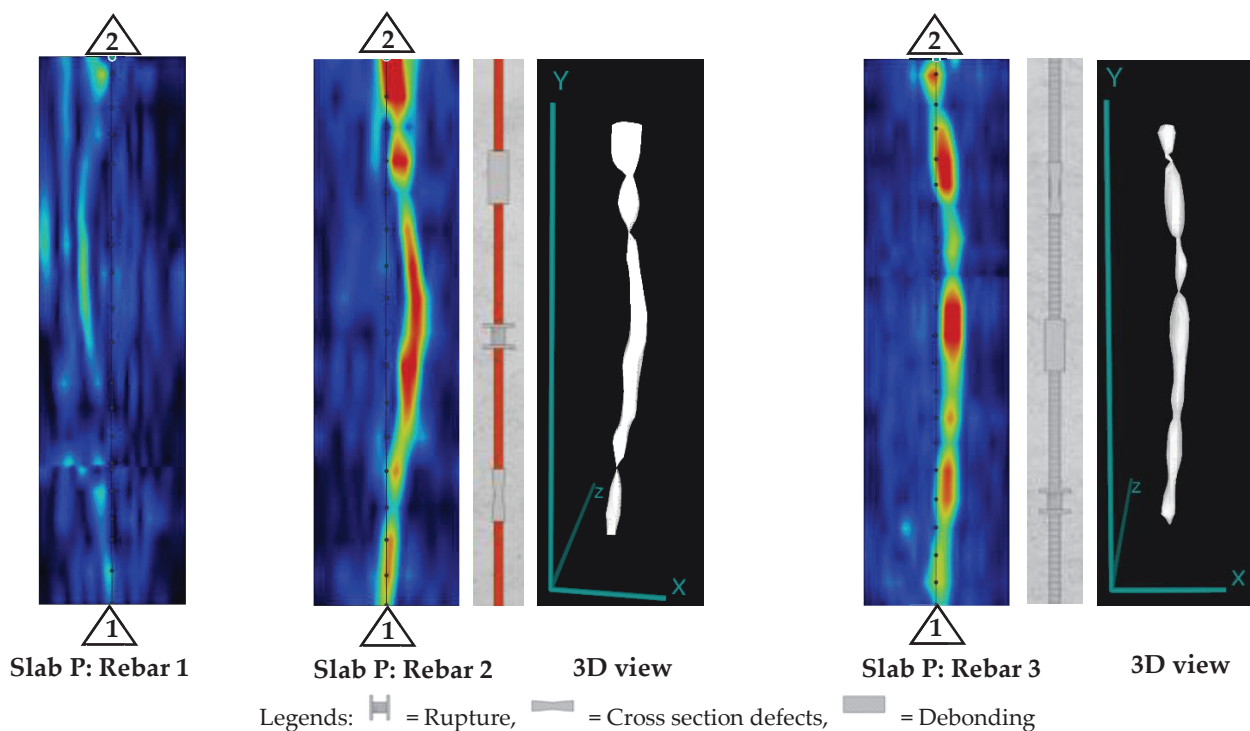 2 2 2
Y Y
z z
X X
1 1 1
Slab P: Rebar 1 Slab P: Rebar 2 3D view Slab P: Rebar 3 3D view
Legends: = Rupture, = Cross section defects, = Debonding